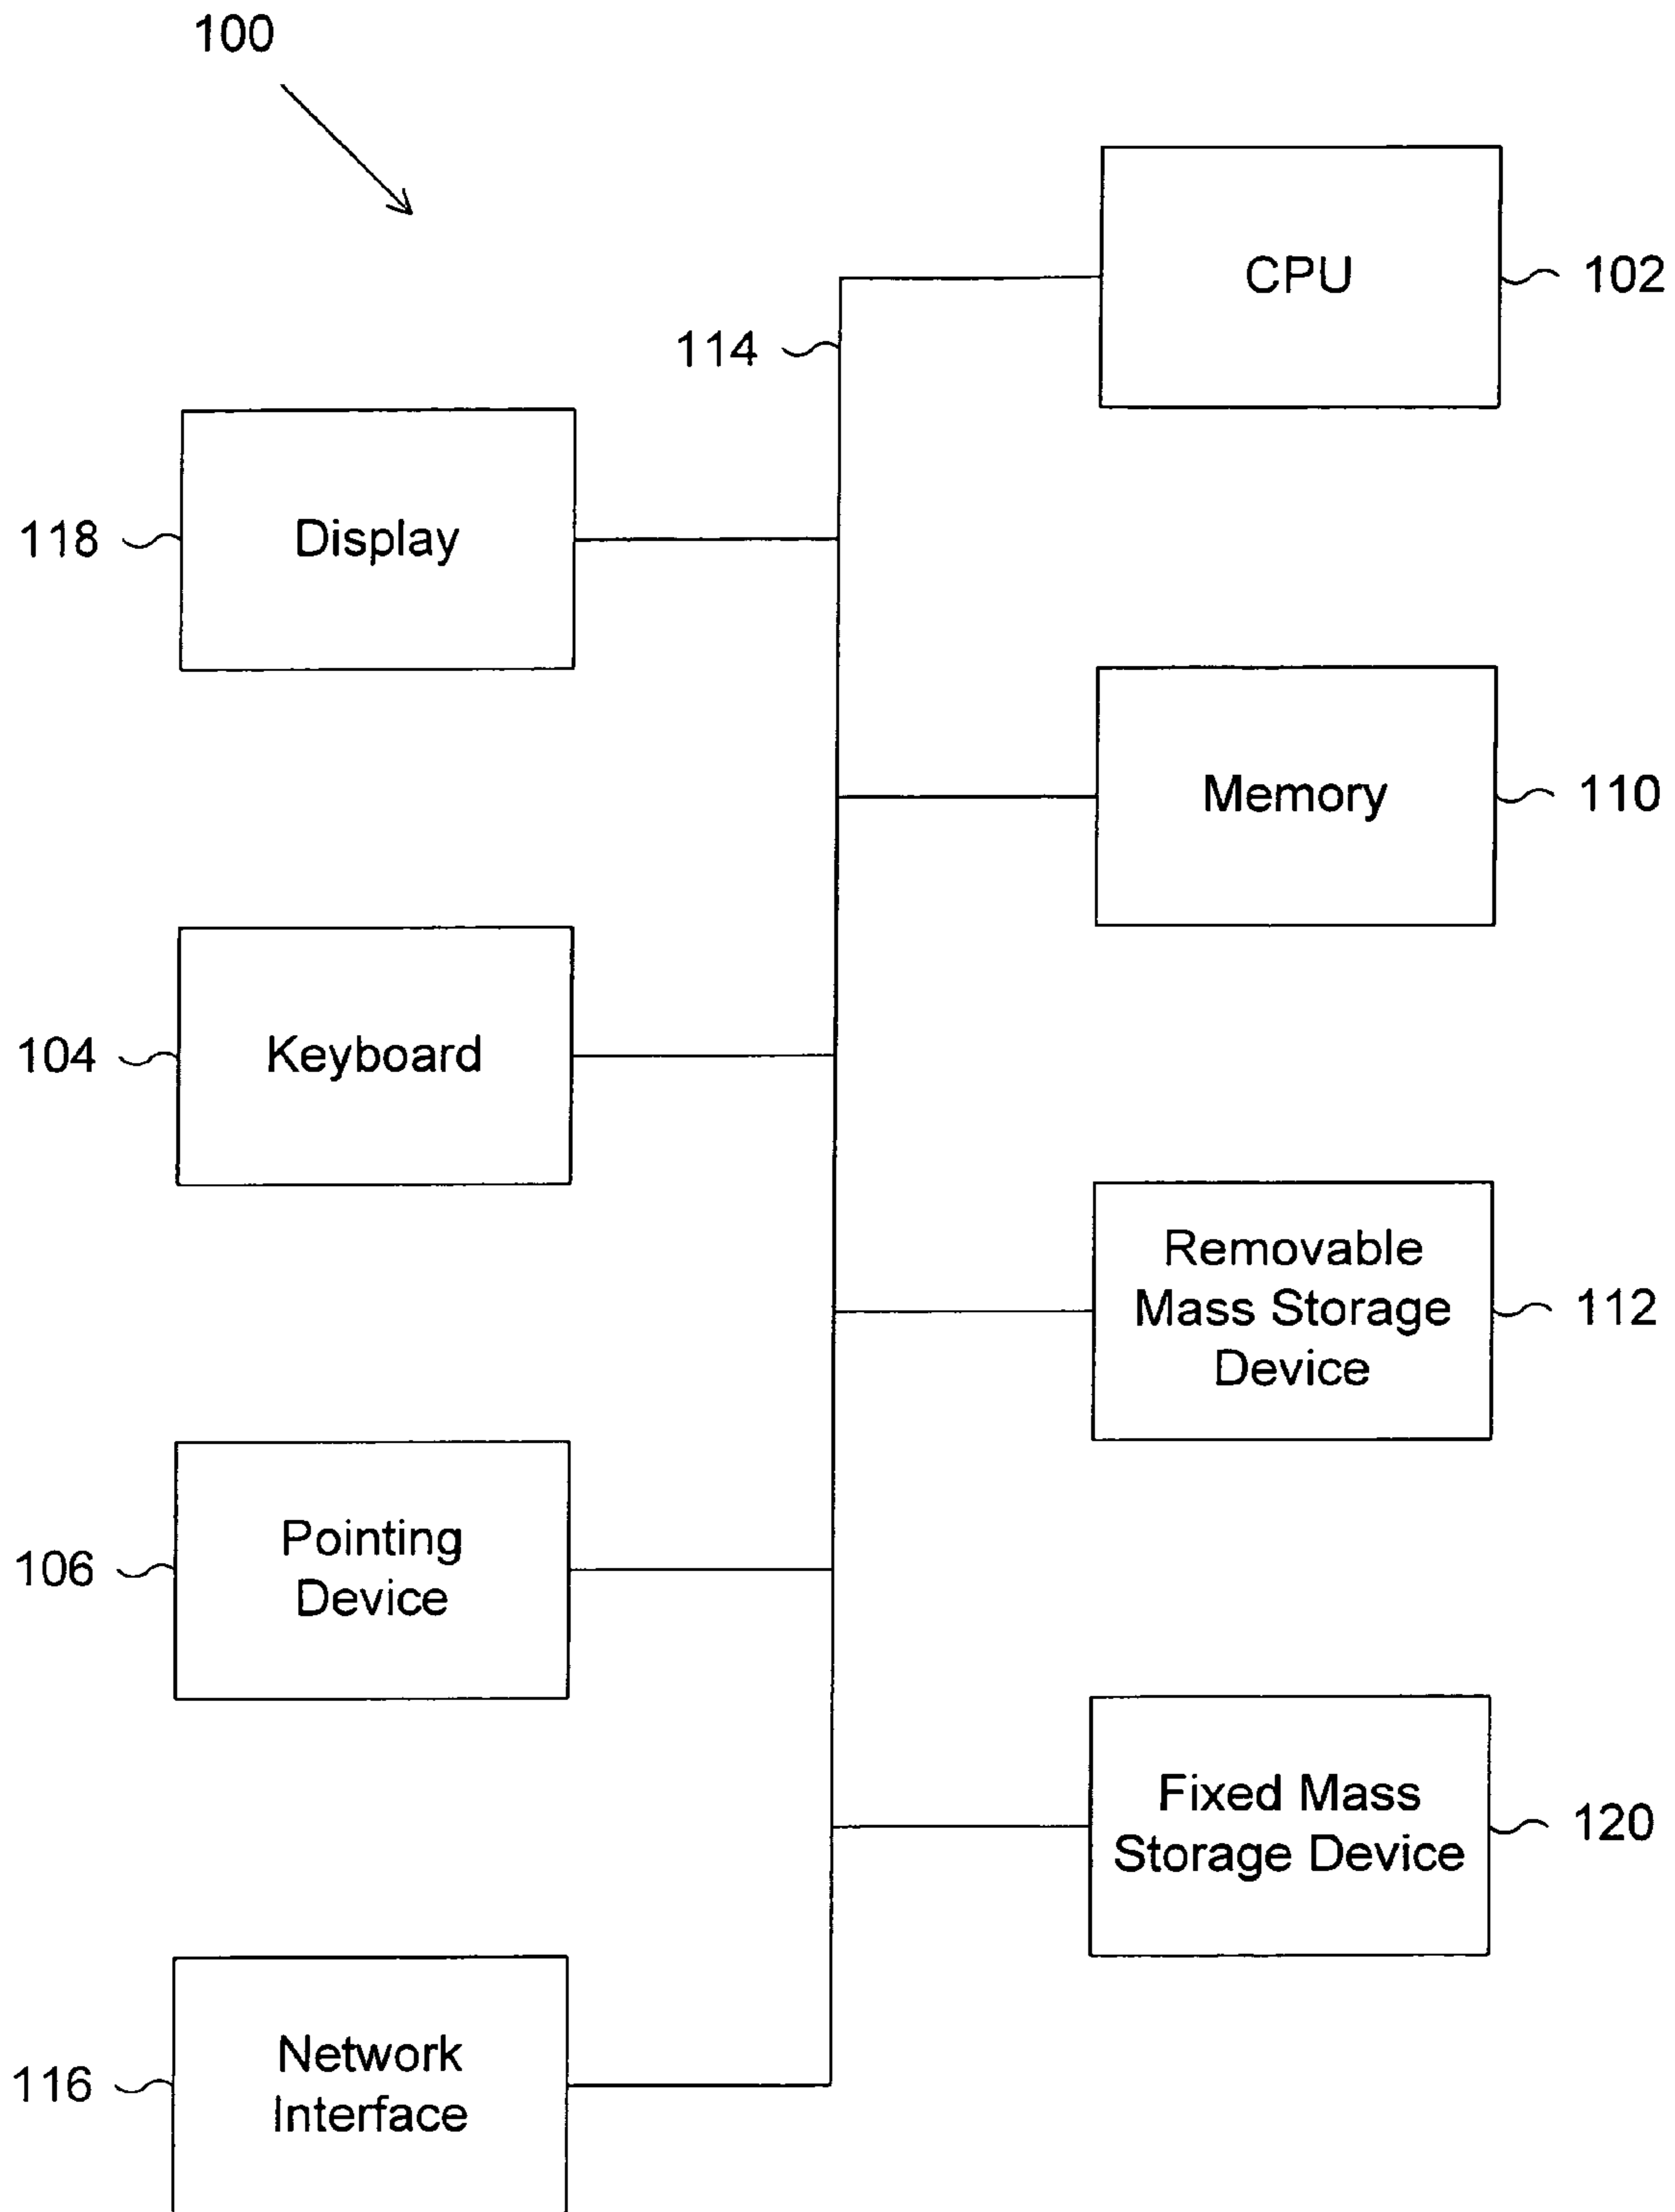 100
CPU
102
114
118
Display
Memory
110
104
Keyboard
Removable
Mass Storage
Device
112
106
Pointing
Device
Fixed Mass
Storage Device
120
116
Network
Interface